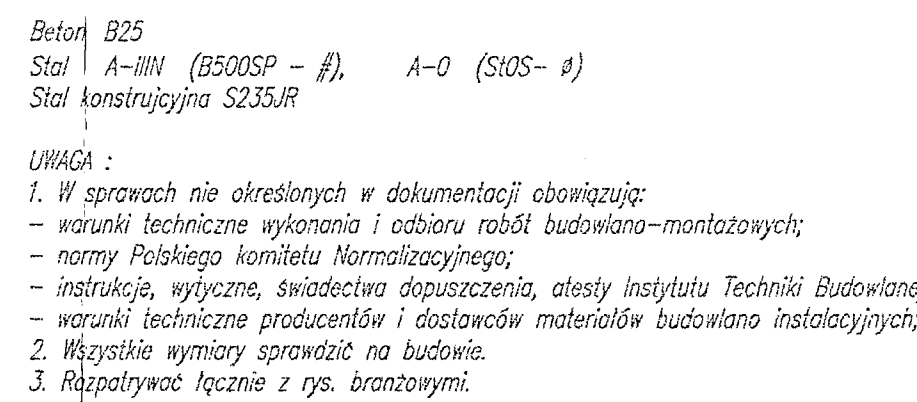 Beton B25
Stal A-IIIN (B500SP - #), A-0 (St0S- ø)
Stal konstrujcyjna S235JR
UWAGA :
1. W sprawach nie określonych w dokumentacji obowiązują:
- warunki techniczne wykonania i odbioru robót budowlano-montażowych;
- normy Polskiego komitetu Normalizacyjnego;
- instrukcje, wytyczne, świadectwa dopuszczenia, atesty Instytutu Techniki Budowlane
- warunki techniczne producentów i dostawców materiałów budowlano instalacyjnych;
2. Wszystkie wymiary sprawdzić na budowie.
3. Rozpatrywać łącznie z rys. branżowymi.